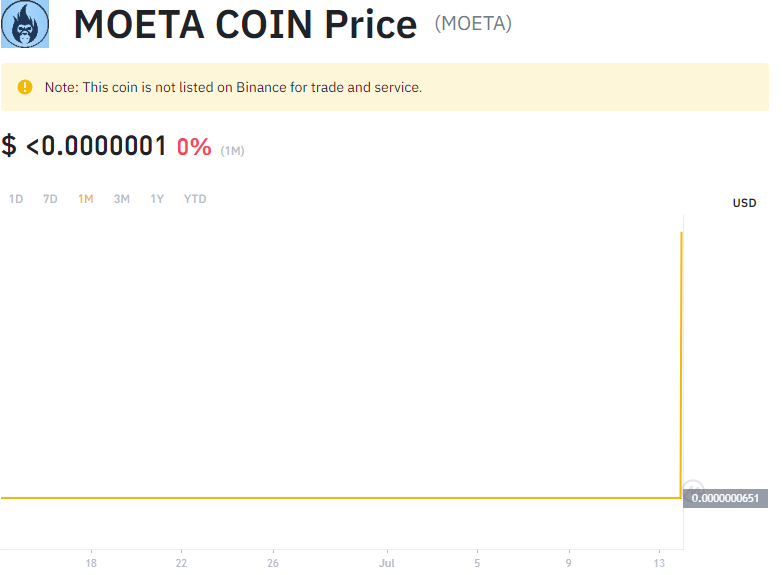 MOETA COIN Price (MOETA)
Note: This coin is not listed on Binance for trade and service.
$ <0.0000001 0% (1M)
1D 7D 1M 3M 1Y YTD
USD
0.0000000651
18 22 26 Jul 5 9 13